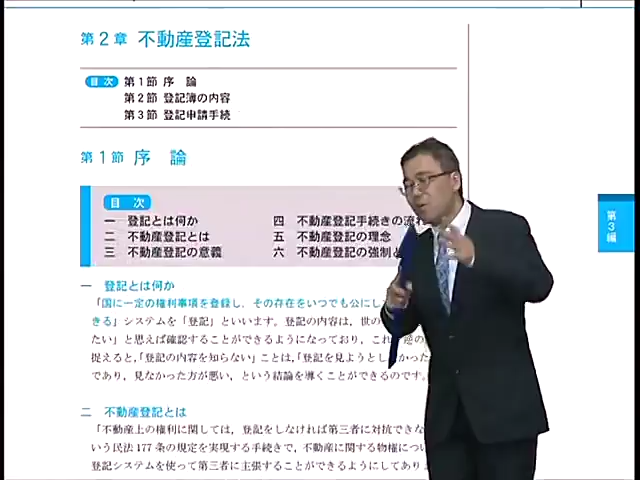 第2章 不動産登記法
目次 第1節 序 論
第2節 登記簿の内容
第3節 登記申請手続
第1節 序 論
目次
一 登記とは何か
二 不動産登記とは
三 不動産登記の意義
四 不動産登記手続きの流れ
五 不動産登記の理念
六 不動産登記の強制と
第3編
一 登記とは何か
「国に一定の権利事項を登録し，その存在をいつでも公にし
きる」システムを「登記」といいます。登記の内容は，世の
たい」と思えば確認することができるようになっており，これ
捉えると，「登記の内容を知らない」ことは，「登記を見ようとし
であり，見なかった方が悪い，という結論を導くことができるのです。
二 不動産登記とは
「不動産上の権利に関しては，登記をしなければ第三者に対抗できな
いう民法177条の規定を実現する手続きで，不動産に関する物権につい
登記システムを使って第三者に主張することができるようにしてあり